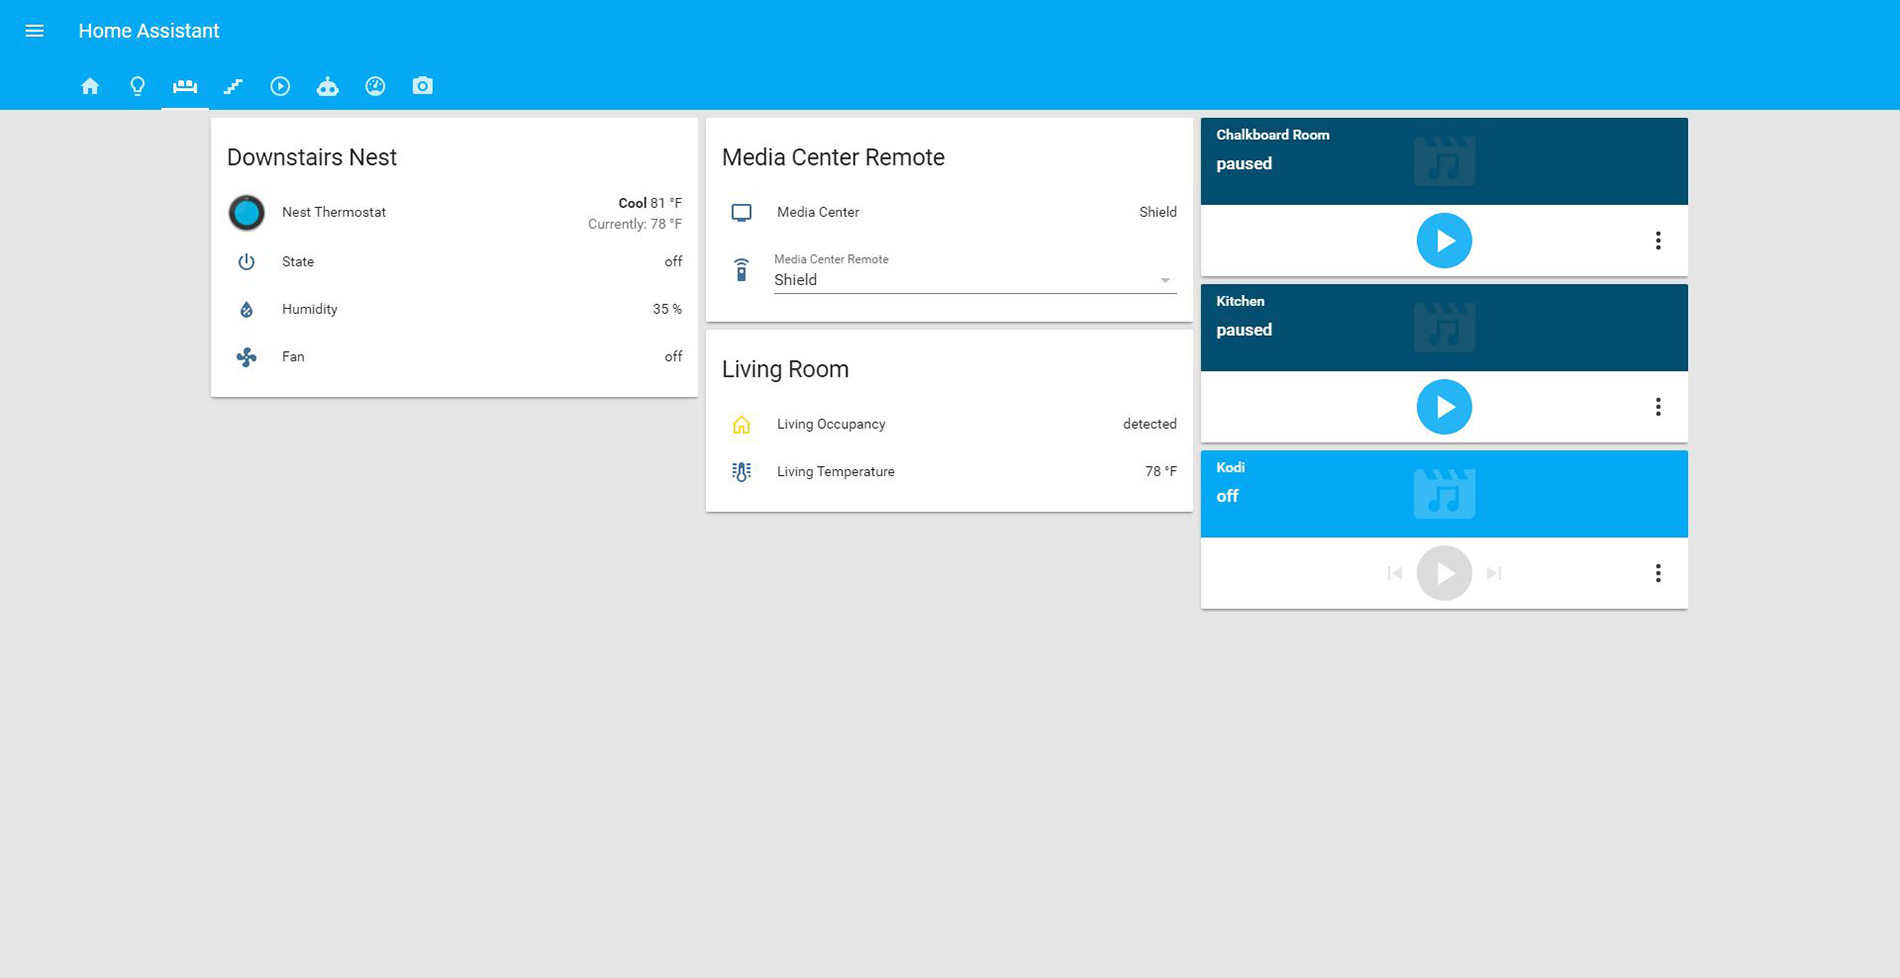 Home Assistant
Downstairs Nest
Nest Thermostat
Cool 81 °F
Currently: 78 °F
State off
Humidity 35 %
Fan off
Media Center Remote
Media Center Shield
Media Center Remote
Shield
Living Room
Living Occupancy detected
Living Temperature 78 °F
Chalkboard Room
paused
Kitchen
paused
Kodi
off